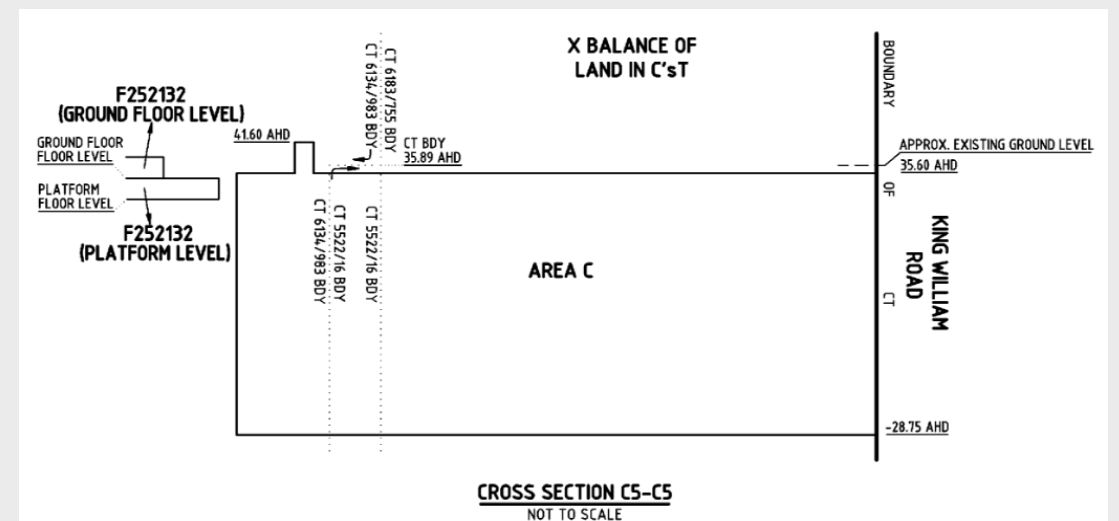 X BALANCE OF
LAND IN C'sT
F252132
(GROUND FLOOR LEVEL)
GROUND FLOOR
FLOOR LEVEL
PLATFORM
FLOOR LEVEL
F252132
(PLATFORM LEVEL)
41.60 AHD
CT 6134/983 BDY
CT 6183/755 BDY
CT BDY
35.89 AHD
BOUNDARY
OF
CT
APPROX. EXISTING GROUND LEVEL
35.60 AHD
CT 6134/983 BDY
CT 5522/16 BDY
CT 5522/16 BDY
AREA C
KING WILLIAM
ROAD
-28.75 AHD
CROSS SECTION C5-C5
NOT TO SCALE